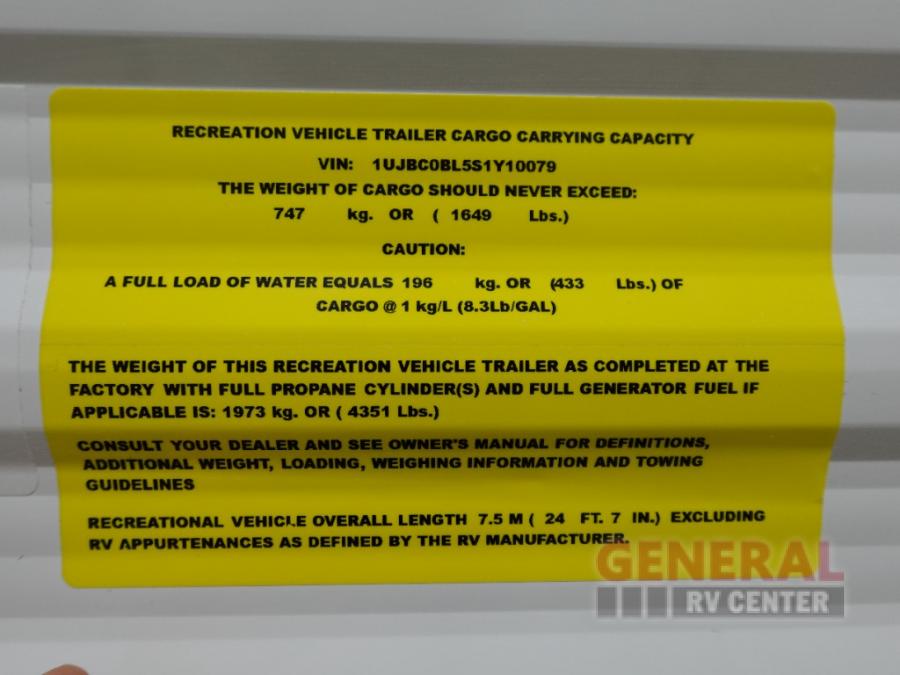 RECREATION VEHICLE TRAILER CARGO CARRYING CAPACITY
VIN: 1UJBC0BL5S1Y10079
THE WEIGHT OF CARGO SHOULD NEVER EXCEED:
747 kg. OR ( 1649 Lbs.)
CAUTION:
A FULL LOAD OF WATER EQUALS 196 kg. OR (433 Lbs.) OF
CARGO @ 1 kg/L (8.3Lb/GAL)
THE WEIGHT OF THIS RECREATION VEHICLE TRAILER AS COMPLETED AT THE
FACTORY WITH FULL PROPANE CYLINDER(S) AND FULL GENERATOR FUEL IF
APPLICABLE IS: 1973 kg. OR ( 4351 Lbs.)
CONSULT YOUR DEALER AND SEE OWNER'S MANUAL FOR DEFINITIONS,
ADDITIONAL WEIGHT, LOADING, WEIGHING INFORMATION AND TOWING
GUIDELINES
RECREATIONAL VEHICLE OVERALL LENGTH 7.5 M ( 24 FT. 7 IN.) EXCLUDING
RV APPURTENANCES AS DEFINED BY THE RV MANUFACTURER.
GENERAL
RV CENTER